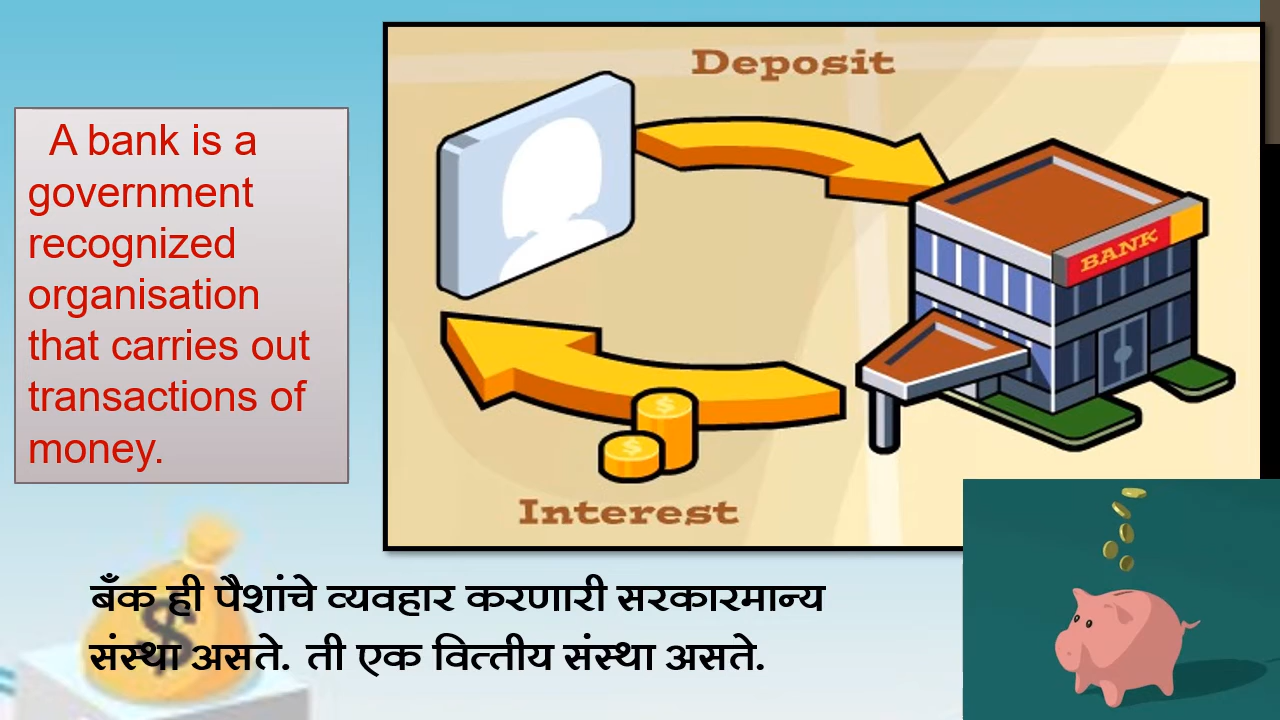 A bank is a
government
recognized
organisation
that carries out
transactions of
money.
Deposit
BANK
$
$
Interest
$
बँक ही पैशांचे व्यवहार करणारी सरकारमान्य
संस्था असते. ती एक वित्तीय संस्था असते.